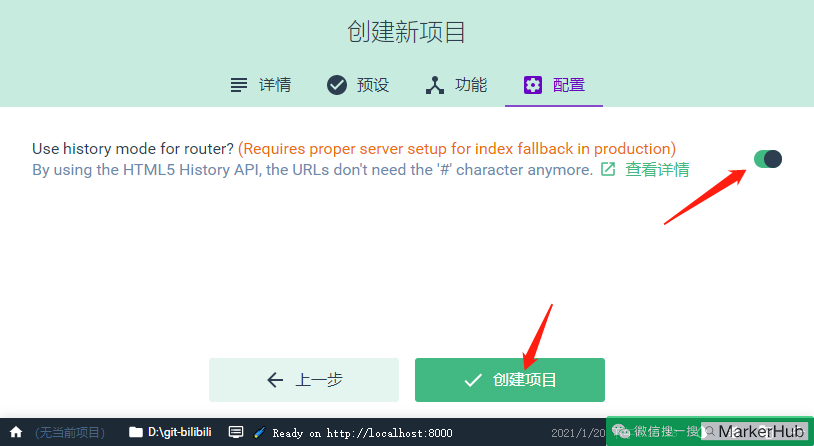 创建新项目
详情 预设 功能 配置
Use history mode for router? (Requires proper server setup for index fallback in production)
By using the HTML5 History API, the URLs don't need the '#' character anymore. 查看详情
上一步 创建项目
(无当前项目) D:\git-bilibili Ready on http://localhost:8000 2021/1/20 微信搜一搜 MarkerHub